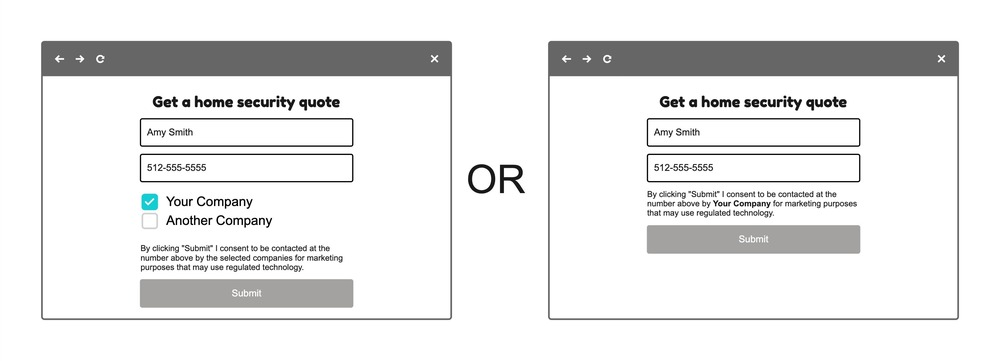 Get a home security quote
Amy Smith
512-555-5555
Your Company
Another Company
By clicking "Submit" I consent to be contacted at the
number above by the selected companies for marketing
purposes that may use regulated technology.
Submit
OR
Get a home security quote
Amy Smith
512-555-5555
By clicking "Submit" I consent to be contacted at the
number above by Your Company for marketing purposes
that may use regulated technology.
Submit